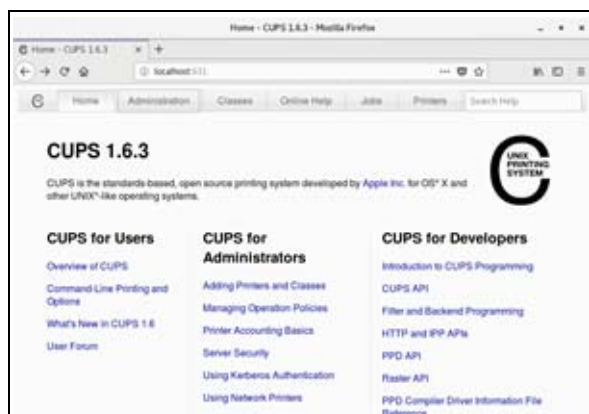 Home - CUPS 1.6.3 - Mozilla Firefox
Home - CUPS 1.6.3
localhost:631
Home Administration Classes Online Help Jobs Printers Search Help
CUPS 1.6.3
CUPS is the standards-based, open source printing system developed by Apple Inc. for OS® X and
other UNIX®-like operating systems.
UNIX
PRINTING
SYSTEM
CUPS for Users
Overview of CUPS
Command-Line Printing and
Options
What's New in CUPS 1.6
User Forum
CUPS for
Administrators
Adding Printers and Classes
Managing Operation Policies
Printer Accounting Basics
Server Security
Using Kerberos Authentication
Using Network Printers
CUPS for Developers
Introduction to CUPS Programming
CUPS API
Filter and Backend Programming
HTTP and IPP APIs
PPD API
Raster API
PPD Compiler Driver Information File
Reference